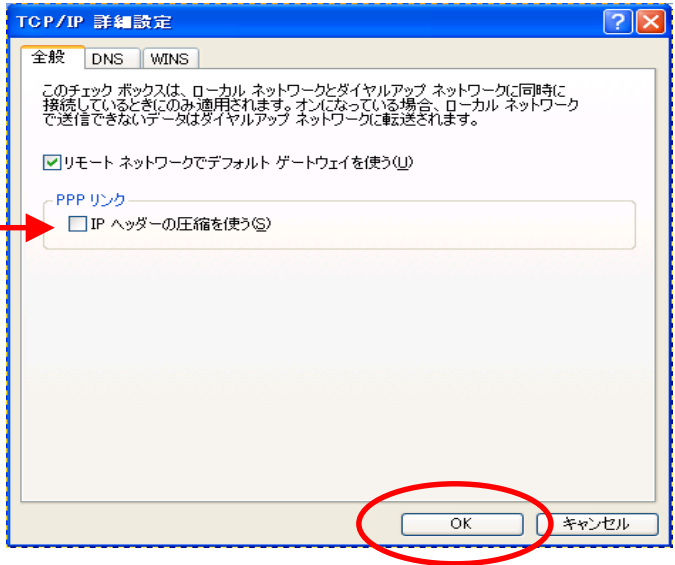 TCP/IP 詳細設定
全般 DNS WINS
このチェック ボックスは、ローカル ネットワークとダイヤルアップ ネットワークに同時に
接続しているときにのみ適用されます。オンになっている場合、ローカル ネットワーク
で送信できないデータはダイヤルアップ ネットワークに転送されます。
リモート ネットワークでデフォルト ゲートウェイを使う(U)
PPP リンク
IP ヘッダーの圧縮を使う(S)
OK キャンセル